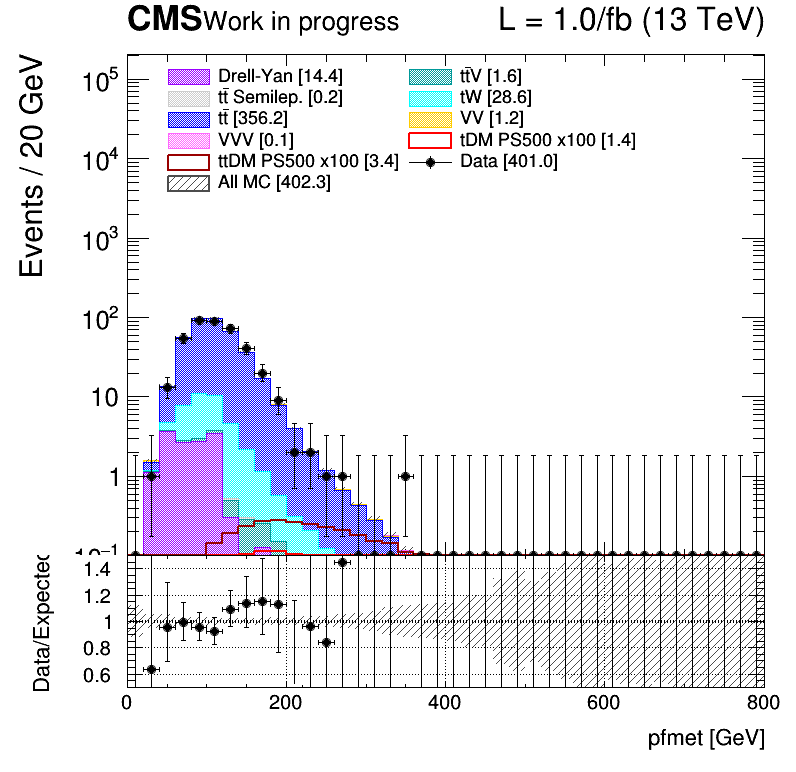 CMS Work in progress L = 1.0/fb (13 TeV)
Events / 20 GeV
Drell-Yan [14.4] tt̄V [1.6]
tt̄ Semilep. [0.2] tW [28.6]
tt̄ [356.2] VV [1.2]
VVV [0.1] tDM PS500 x100 [1.4]
ttDM PS500 x100 [3.4] Data [401.0]
All MC [402.3]
10⁵
10⁴
10³
10²
10
1
10⁻¹
Data/Expected
1.4
1.2
1
0.8
0.6
0 200 400 600 800
pfmet [GeV]